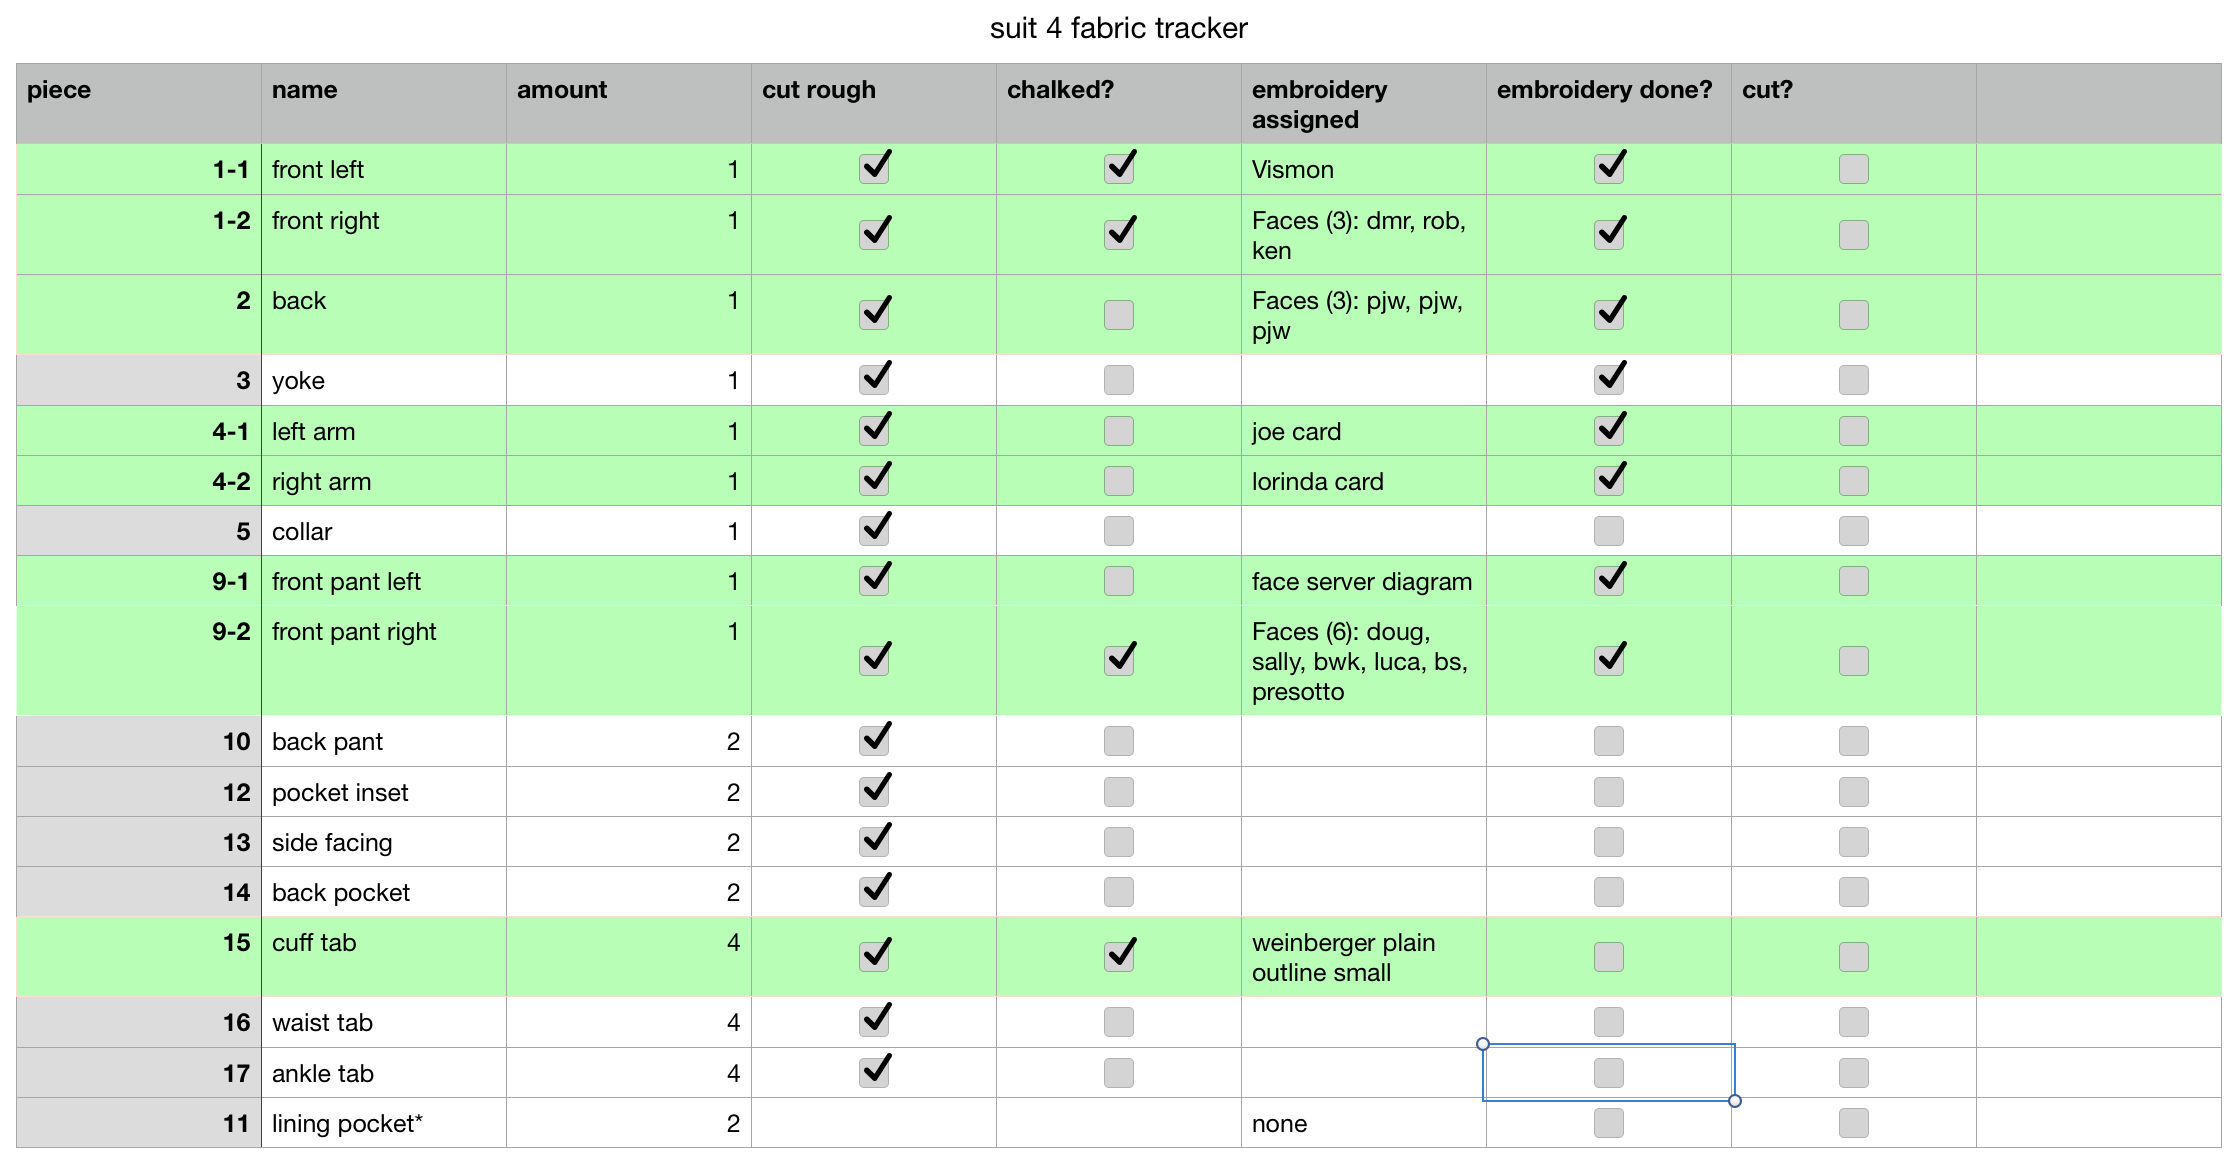 suit 4 fabric tracker
piece name amount cut rough chalked? embroidery assigned embroidery done? cut?
1-1 front left 1 Vismon
1-2 front right 1 Faces (3): dmr, rob, ken
2 back 1 Faces (3): pjw, pjw, pjw
3 yoke 1
4-1 left arm 1 joe card
4-2 right arm 1 lorinda card
5 collar 1
9-1 front pant left 1 face server diagram
9-2 front pant right 1 Faces (6): doug, sally, bwk, luca, bs, presotto
10 back pant 2
12 pocket inset 2
13 side facing 2
14 back pocket 2
15 cuff tab 4 weinberger plain outline small
16 waist tab 4
17 ankle tab 4
11 lining pocket* 2 none